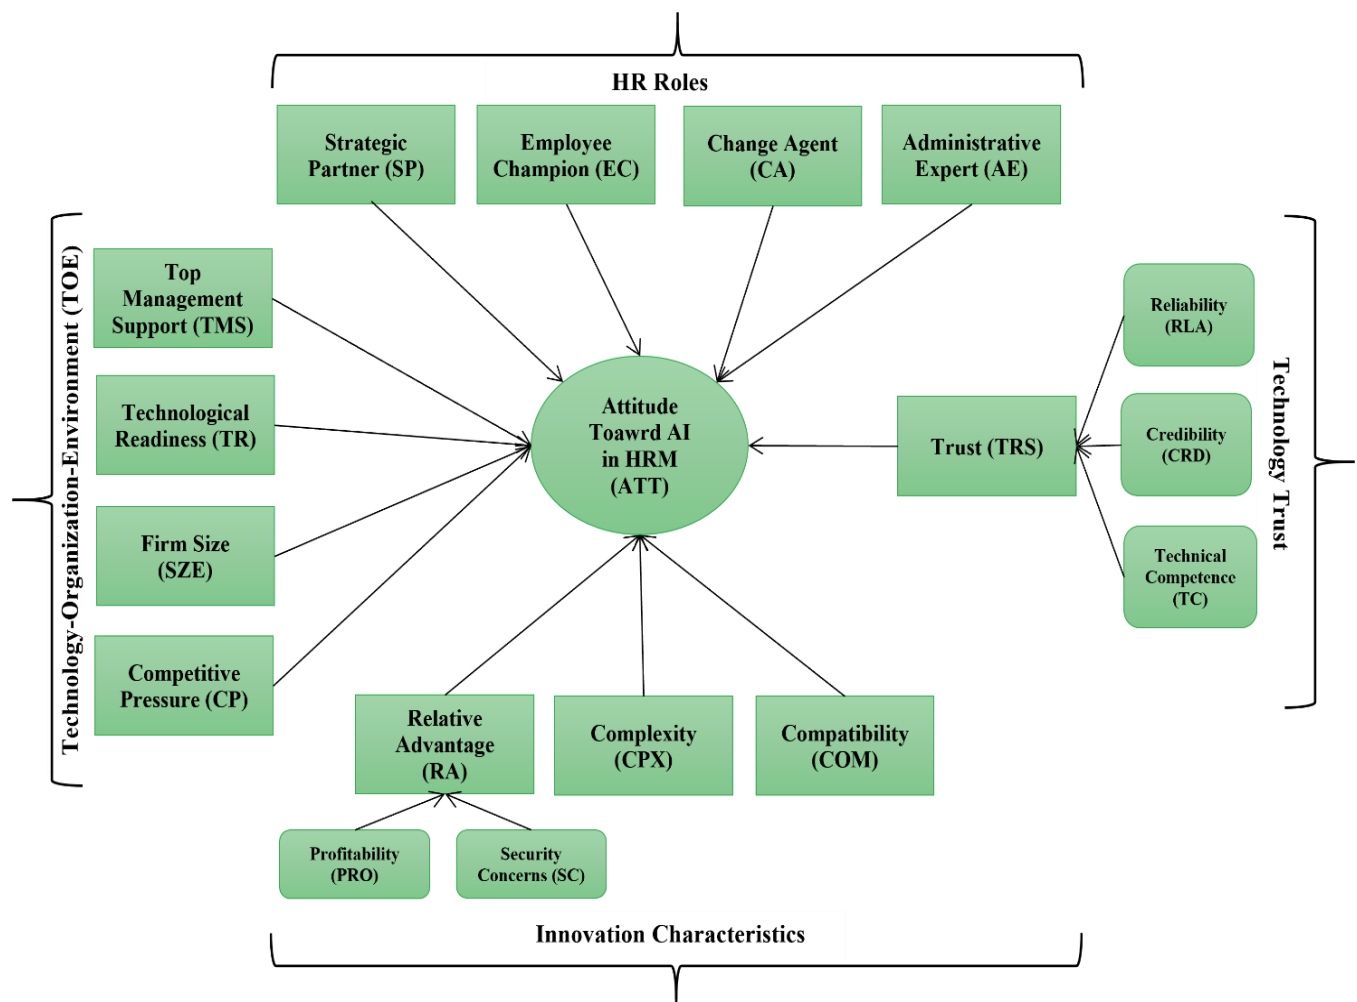 HR Roles
Strategic
Partner (SP)
Employee
Champion (EC)
Change Agent
(CA)
Administrative
Expert (AE)
Technology-Organization-Environment (TOE)
Top
Management
Support (TMS)
Technological
Readiness (TR)
Firm Size
(SZE)
Competitive
Pressure (CP)
Attitude
Toawrd AI
in HRM
(ATT)
Trust (TRS)
Reliability
(RLA)
Credibility
(CRD)
Technical
Competence
(TC)
Technology Trust
Relative
Advantage
(RA)
Complexity
(CPX)
Compatibility
(COM)
Profitability
(PRO)
Security
Concerns (SC)
Innovation Characteristics